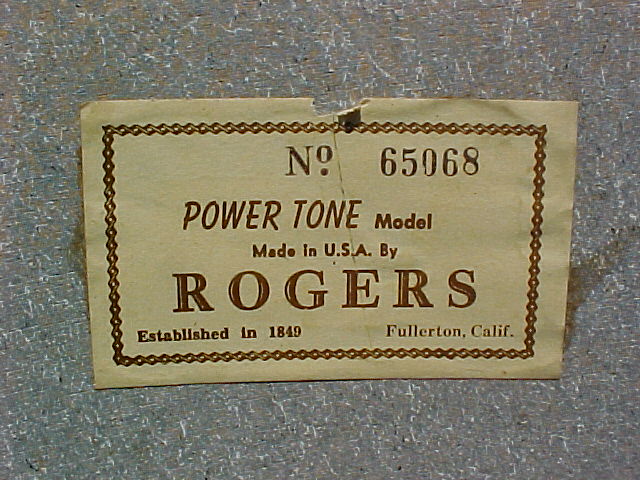 Nº 65068
POWER TONE Model
Made in U.S.A. By
ROGERS
Established in 1849 Fullerton, Calif.